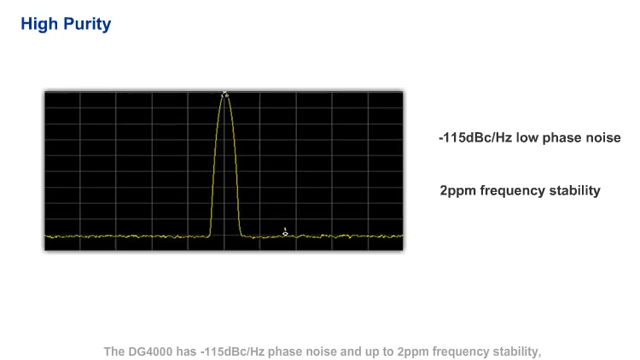 High Purity
-115dBc/Hz low phase noise
2ppm frequency stability
The DG4000 has -115dBc/Hz phase noise and up to 2ppm frequency stability,